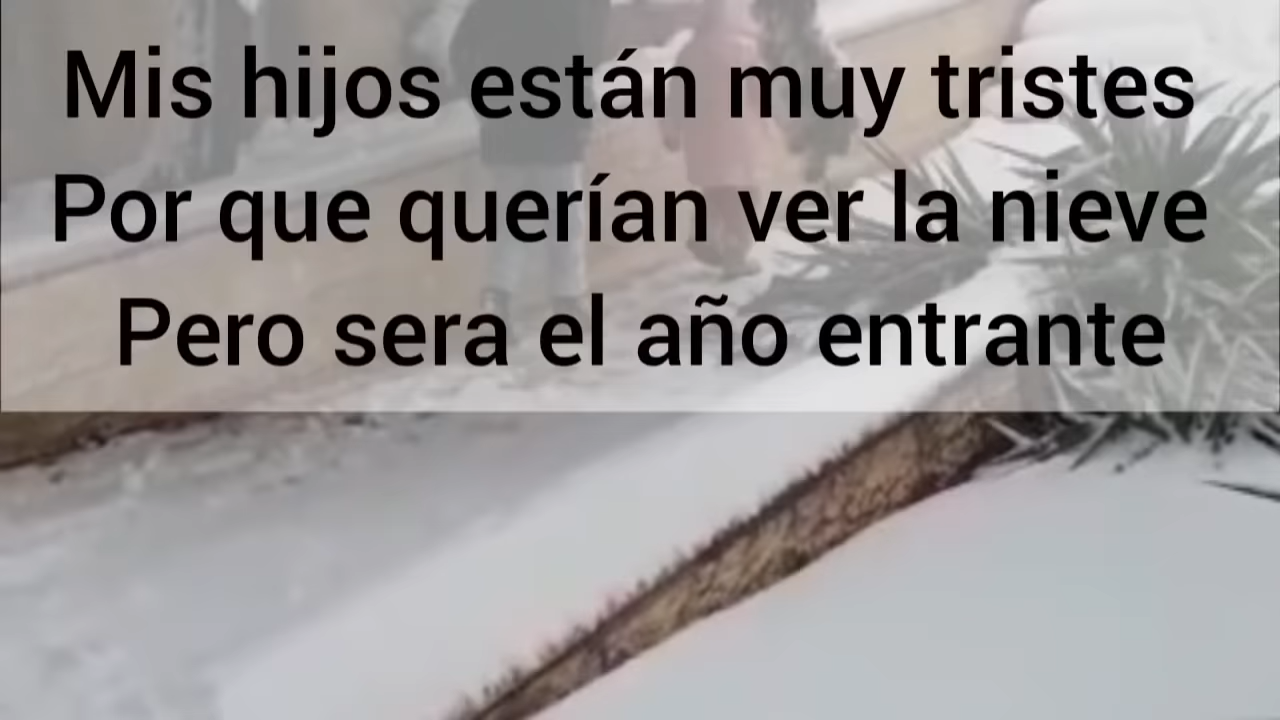 Mis hijos están muy tristes
Por que querían ver la nieve
Pero sera el año entrante